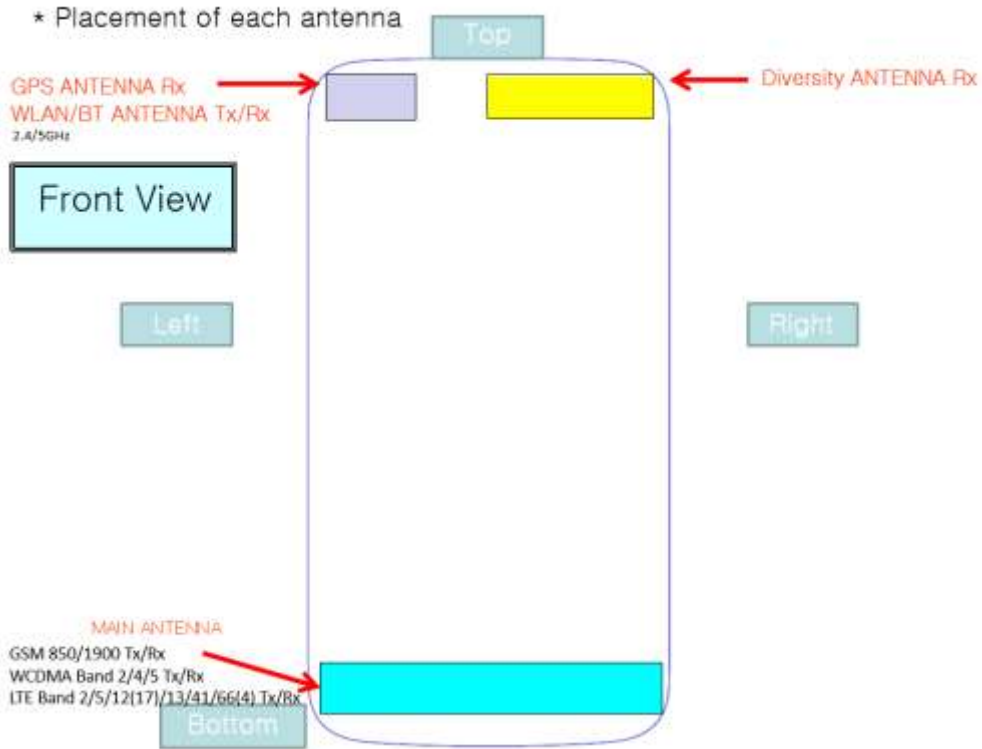 * Placement of each antenna
Top
GPS ANTENNA Rx
WLAN/BT ANTENNA Tx/Rx
2.4/5GHz
Diversity ANTENNA Rx
Front View
Left
Right
MAIN ANTENNA
GSM 850/1900 Tx/Rx
WCDMA Band 2/4/5 Tx/Rx
LTE Band 2/5/12(17)/13/41/66(4) Tx/Rx
Bottom